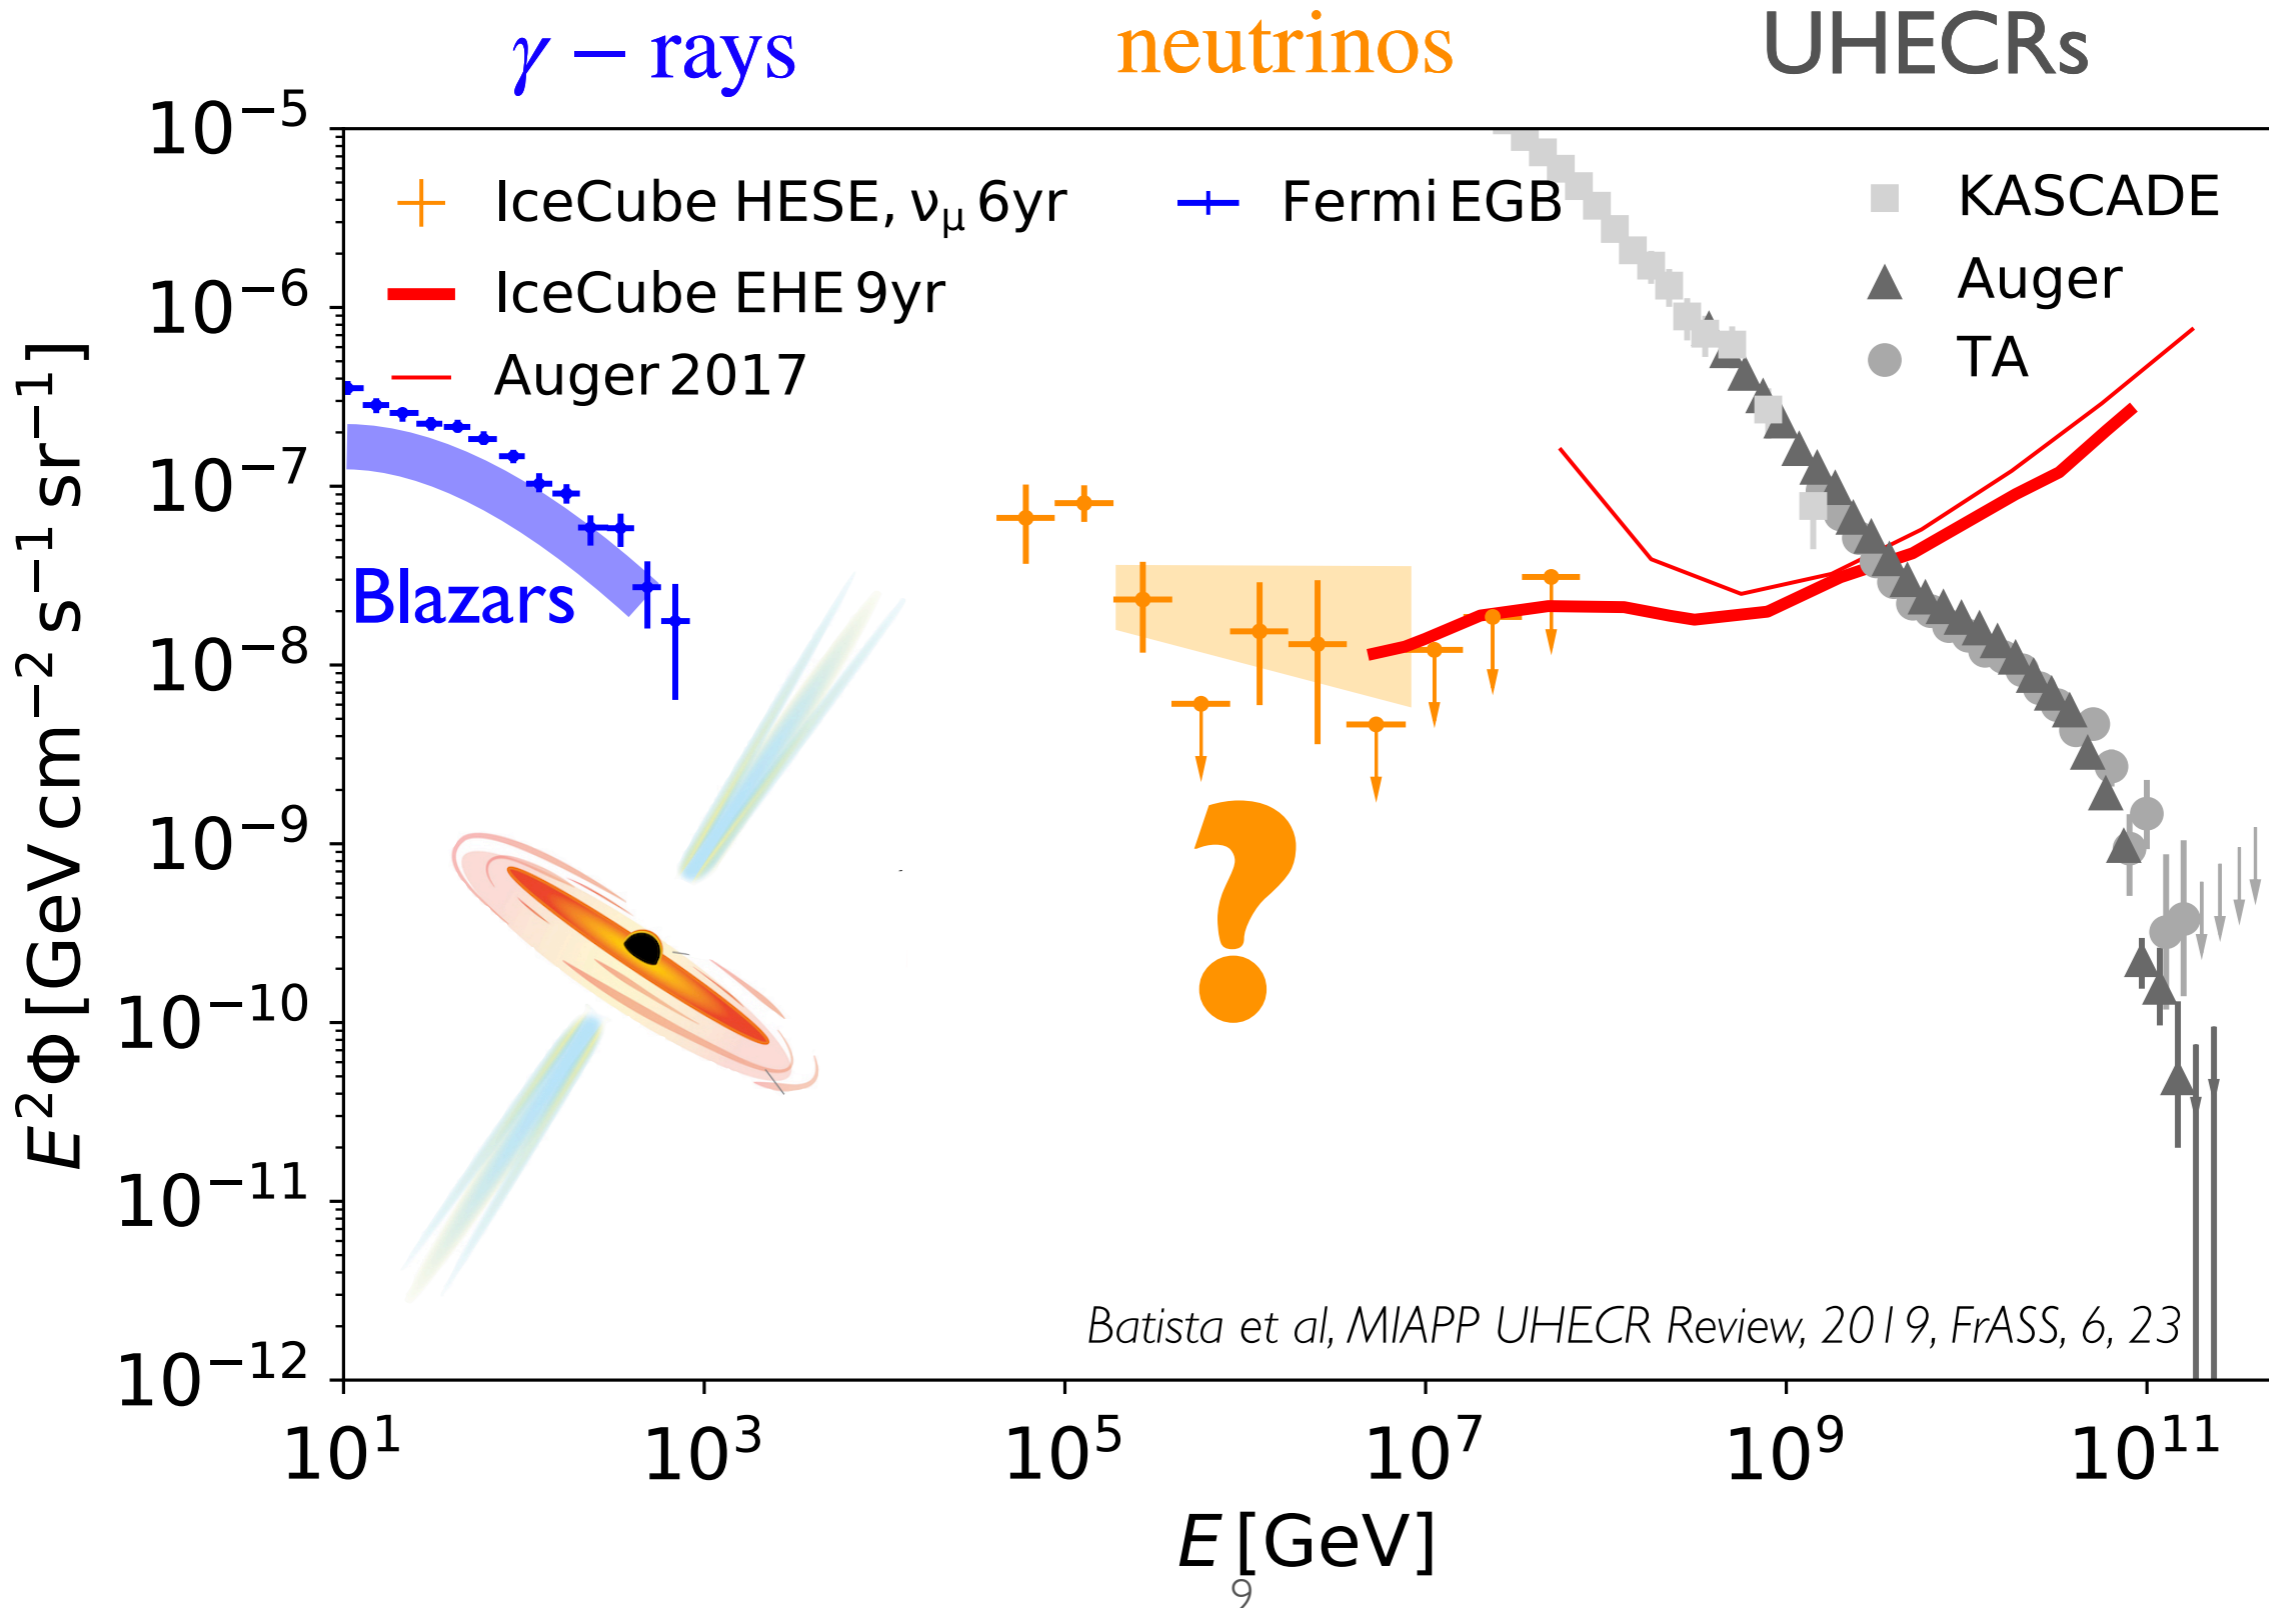 γ − rays
neutrinos
UHECRs
10⁻⁵
10⁻⁶
10⁻⁷
10⁻⁸
10⁻⁹
10⁻¹⁰
10⁻¹¹
10⁻¹²
E²Φ [GeV cm⁻² s⁻¹ sr⁻¹]
IceCube HESE, νμ 6yr
IceCube EHE 9yr
Auger 2017
Fermi EGB
KASCADE
Auger
TA
Blazars
?
Batista et al, MIAPP UHECR Review, 2019, FrASS, 6, 23
10¹
10³
10⁵
10⁷
10⁹
10¹¹
E [GeV]
9